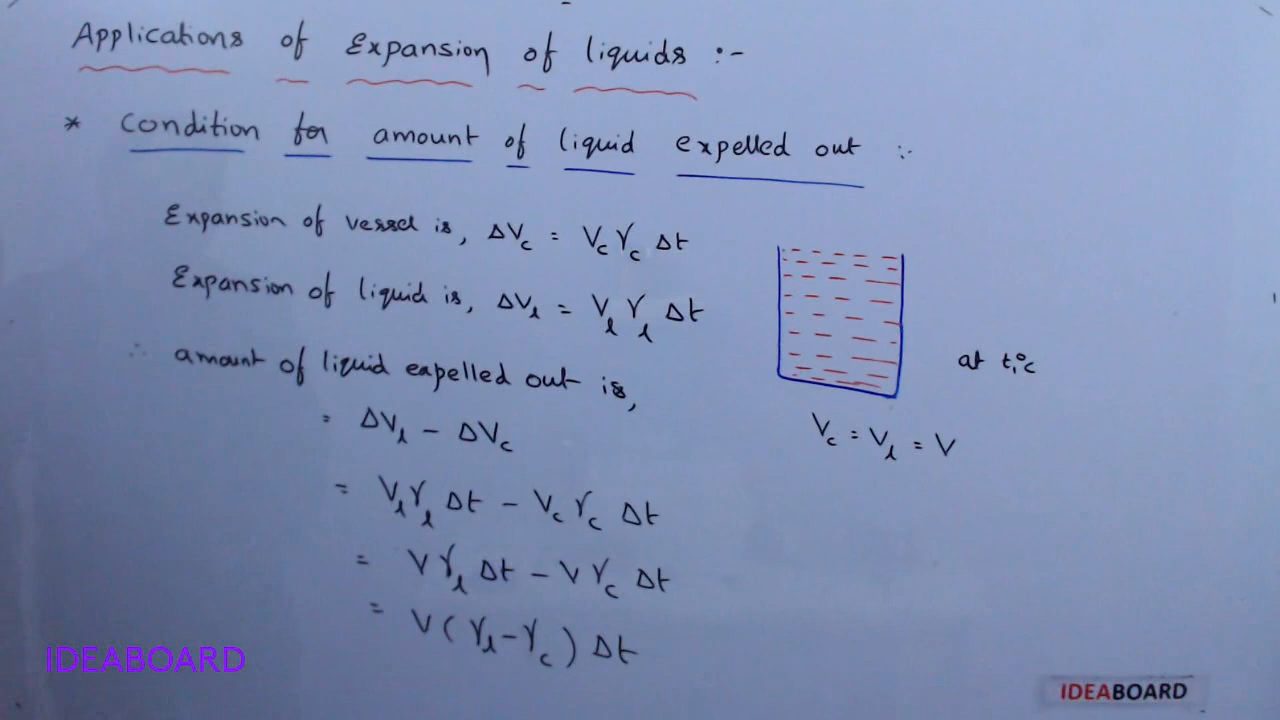 Applications of Expansion of liquids :-
* Condition for amount of liquid expelled out :-
Expansion of vessel is, ΔV_c = V_c γ_c Δt
Expansion of liquid is, ΔV_l = V_l γ_l Δt
∴ amount of liquid expelled out is,
= ΔV_l - ΔV_c
= V_l γ_l Δt - V_c γ_c Δt
= V γ_l Δt - V γ_c Δt
= V ( γ_l - γ_c ) Δt
at t₁°c
V_c = V_l = V
IDEABOARD
IDEABOARD